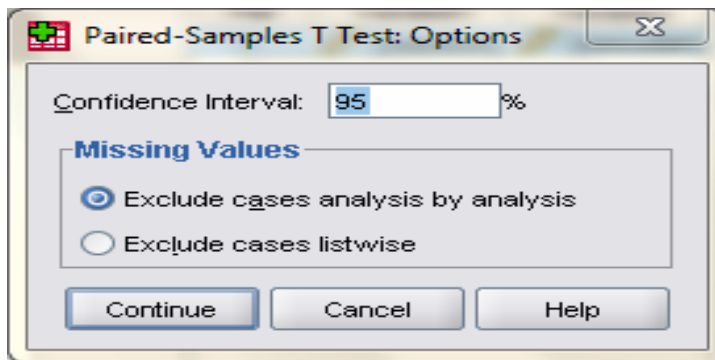 Paired-Samples T Test: Options
Confidence Interval: 95 %
Missing Values
Exclude cases analysis by analysis
Exclude cases listwise
Continue Cancel Help